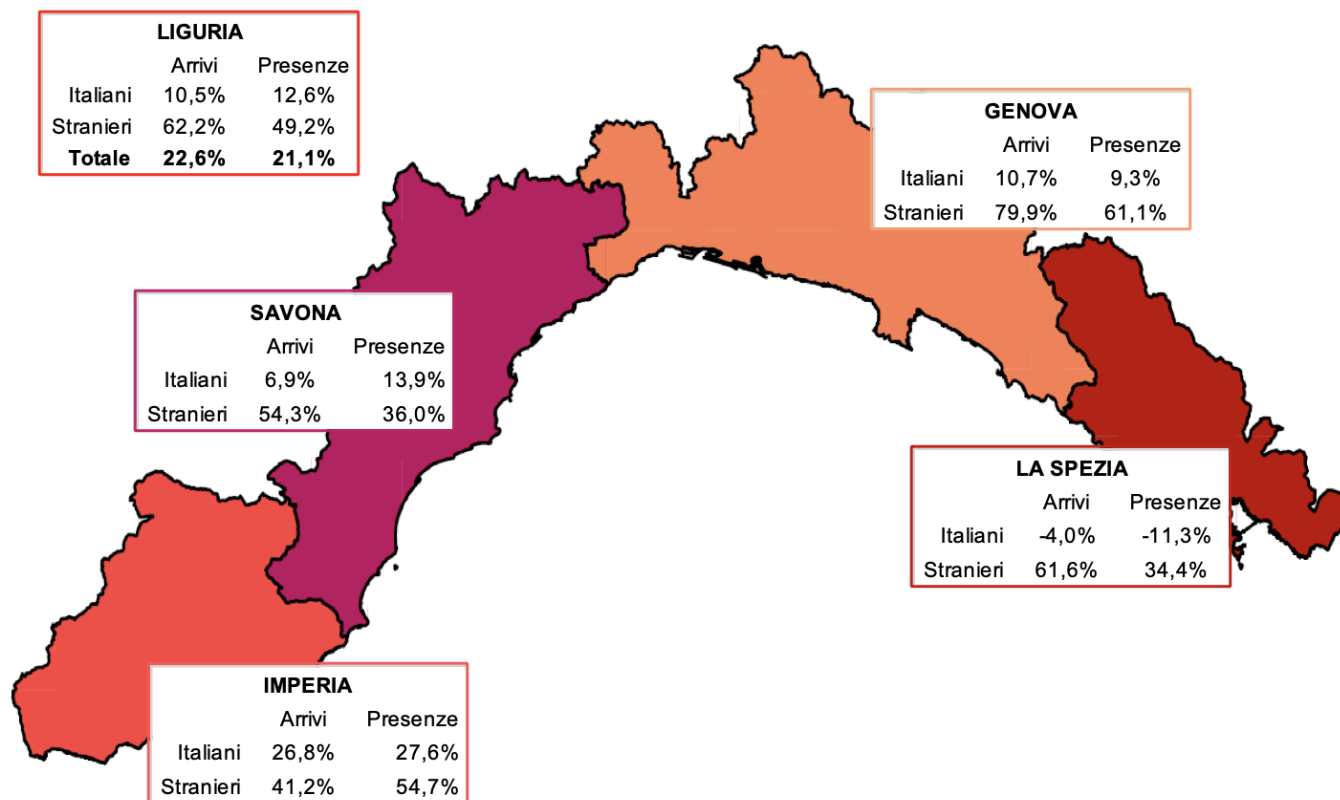 LIGURIA
Arrivi Presenze
Italiani 10,5% 12,6%
Stranieri 62,2% 49,2%
Totale 22,6% 21,1%
GENOVA
Arrivi Presenze
Italiani 10,7% 9,3%
Stranieri 79,9% 61,1%
SAVONA
Arrivi Presenze
Italiani 6,9% 13,9%
Stranieri 54,3% 36,0%
LA SPEZIA
Arrivi Presenze
Italiani -4,0% -11,3%
Stranieri 61,6% 34,4%
IMPERIA
Arrivi Presenze
Italiani 26,8% 27,6%
Stranieri 41,2% 54,7%